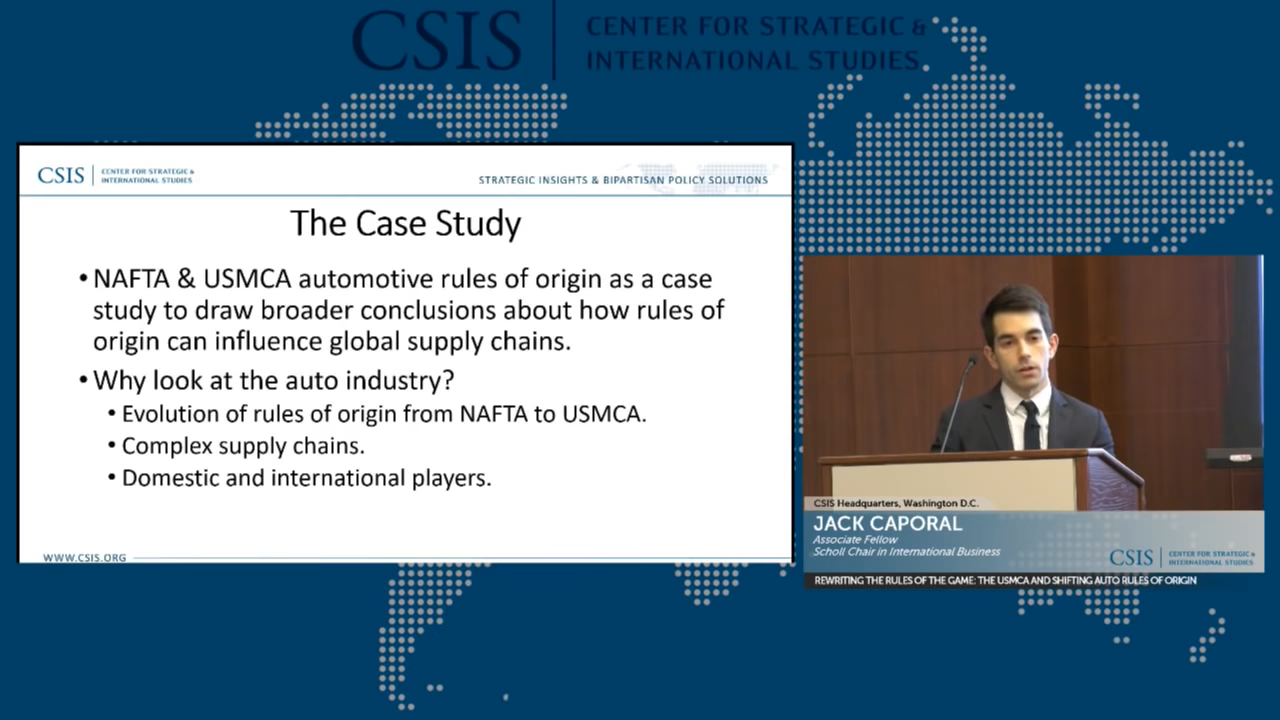 CSIS
CENTER FOR STRATEGIC &
INTERNATIONAL STUDIES
CSIS
CENTER FOR STRATEGIC &
INTERNATIONAL STUDIES
STRATEGIC INSIGHTS & BIPARTISAN POLICY SOLUTIONS
The Case Study
• NAFTA & USMCA automotive rules of origin as a case
study to draw broader conclusions about how rules of
origin can influence global supply chains.
• Why look at the auto industry?
• Evolution of rules of origin from NAFTA to USMCA.
• Complex supply chains.
• Domestic and international players.
WWW.CSIS.ORG
CSIS Headquarters, Washington D.C.
JACK CAPORAL
Associate Fellow
Scholl Chair in International Business
CSIS
CENTER FOR STRATEGIC &
INTERNATIONAL STUDIES
REWRITING THE RULES OF THE GAME: THE USMCA AND SHIFTING AUTO RULES OF ORIGIN